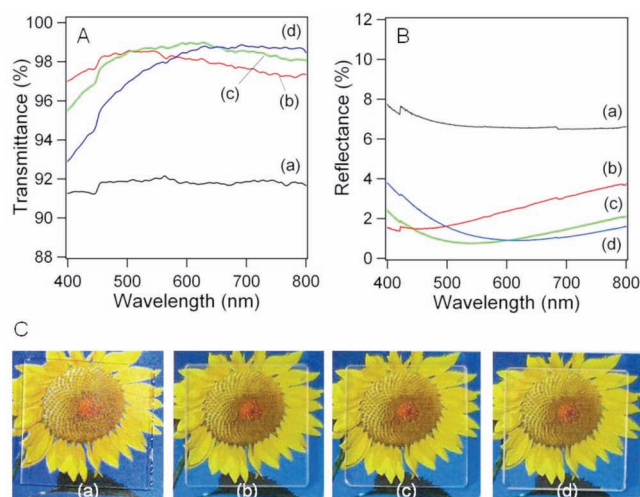 A
Transmittance (%)
100
98
96
94
92
90
88
(d)
(c)
(b)
(a)
400
500
600
700
800
Wavelength (nm)
B
Reflectance (%)
12
10
8
6
4
2
0
(a)
(b)
(c)
(d)
400
500
600
700
800
Wavelength (nm)
C
(a)
(b)
(c)
(d)